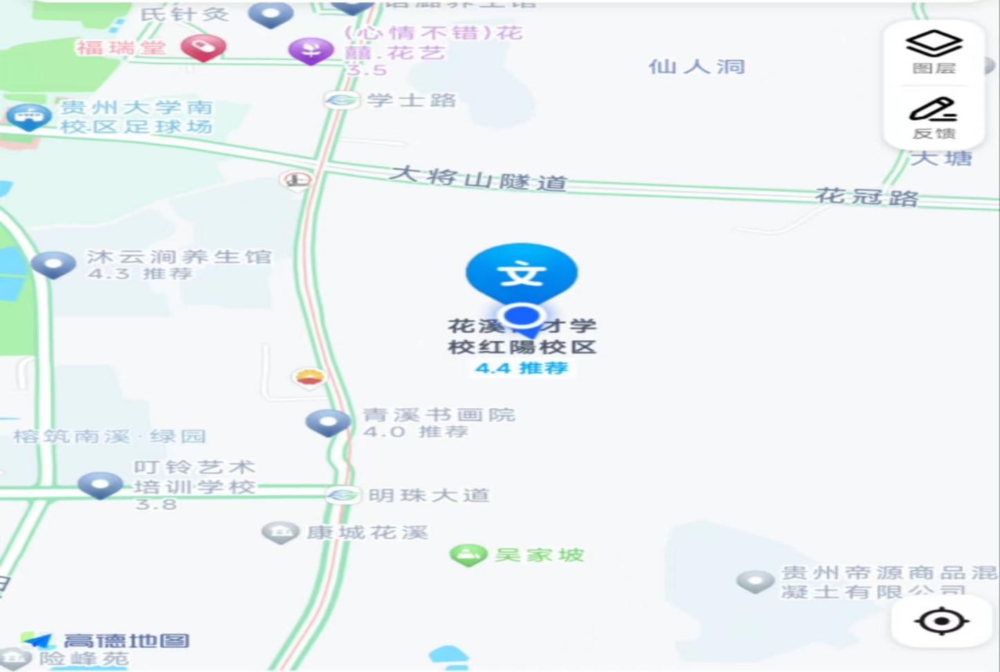 氏针灸
福瑞堂
(心情不错)花
囍.花艺
3.5
仙人洞
图层
学士路
贵州大学南
校区足球场
反馈
大塘
大将山隧道
花冠路
沐云涧养生馆
4.3 推荐
文
花溪 才学
校红陽校区
4.4 推荐
青溪书画院
4.0 推荐
榕筑南溪·绿园
叮铃艺术
培训学校
3.8
明珠大道
康城花溪
吴家坡
贵州帝源商品混
凝土有限公司
高德地图
险峰苑